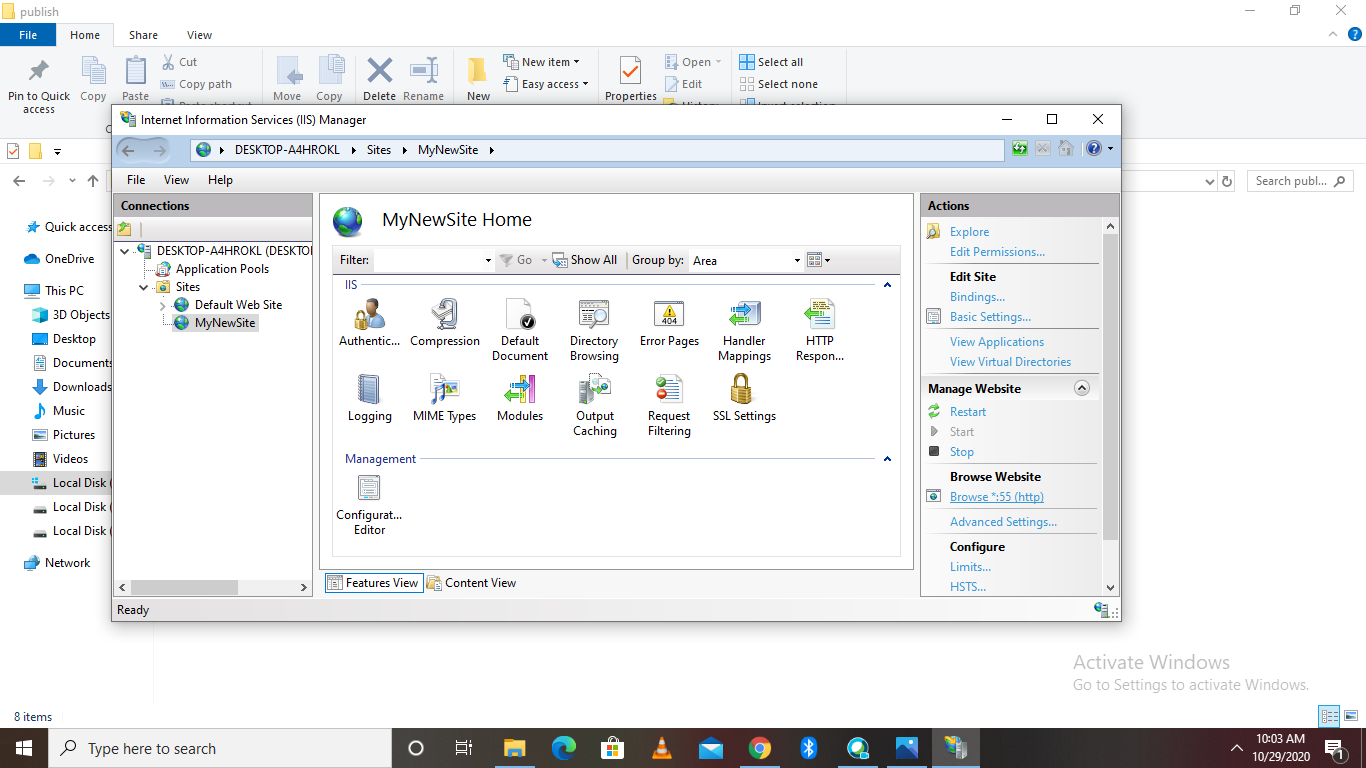 publish
File Home Share View
Pin to Quick access
Copy
Paste
Cut
Copy path
Move
Copy
Delete
Rename
New
New item
Easy access
Properties
Open
Edit
History
Select all
Select none
Invert selection
Search publ...
Quick access
OneDrive
This PC
3D Objects
Desktop
Documents
Downloads
Music
Pictures
Videos
Local Disk (
Local Disk (
Local Disk (
Network
8 items
Internet Information Services (IIS) Manager
DESKTOP-A4HROKL Sites MyNewSite
File View Help
Connections
DESKTOP-A4HROKL (DESKTO
Application Pools
Sites
Default Web Site
MyNewSite
MyNewSite Home
Filter: Go Show All Group by: Area
IIS
Authentic... Compression Default Document Directory Browsing Error Pages Handler Mappings HTTP Respon...
404
Logging MIME Types Modules Output Caching Request Filtering SSL Settings
Management
Configurat... Editor
Features View Content View
Ready
Actions
Explore
Edit Permissions...
Edit Site
Bindings...
Basic Settings...
View Applications
View Virtual Directories
Manage Website
Restart
Start
Stop
Browse Website
Browse *:55 (http)
Advanced Settings...
Configure
Limits...
HSTS...
Activate Windows
Go to Settings to activate Windows.
Type here to search
10:03 AM
10/29/2020
1